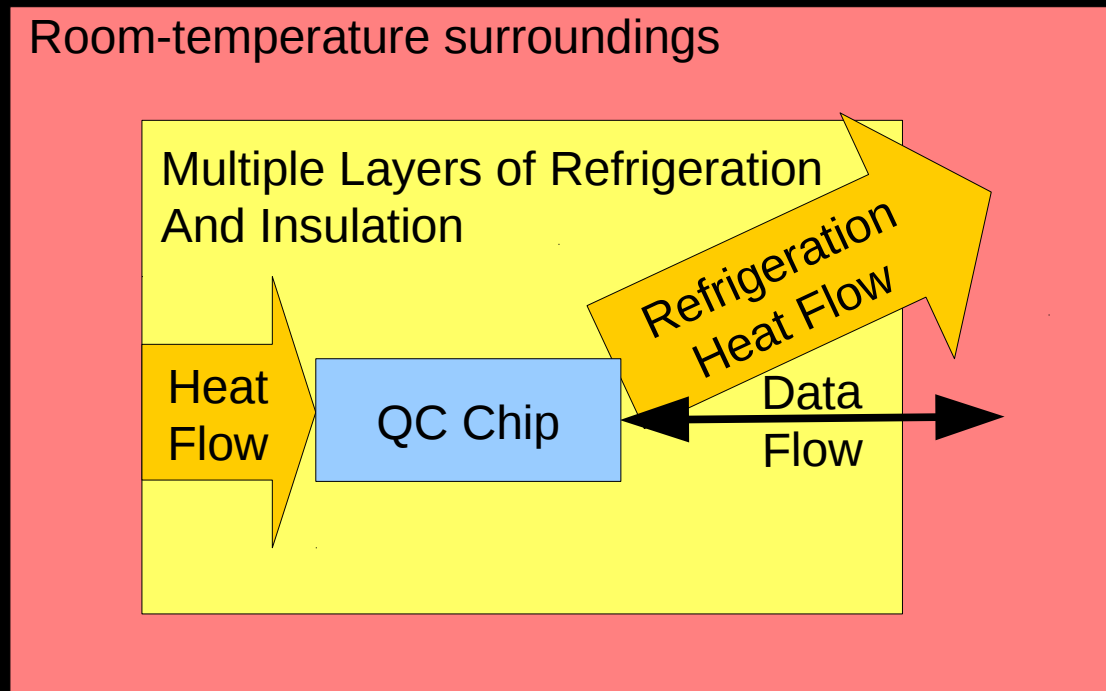 Room-temperature surroundings
Multiple Layers of Refrigeration
And Insulation
Refrigeration
Heat Flow
Heat
Flow
QC Chip
Data
Flow